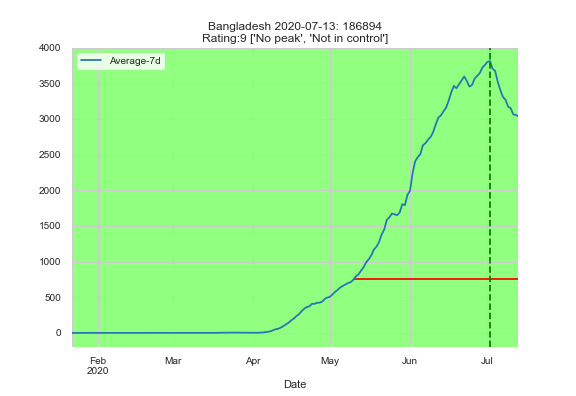 Bangladesh 2020-07-13: 186894
Rating:9 ['No peak', 'Not in control']
Average-7d
4000
3500
3000
2500
2000
1500
1000
500
0
Feb Mar Apr May Jun Jul
2020
Date